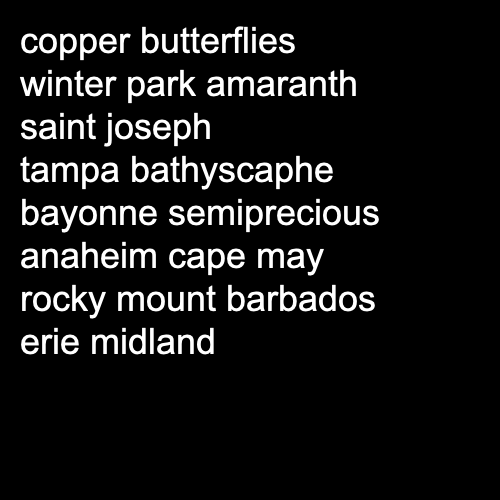 copper butterflies
winter park amaranth
saint joseph
tampa bathyscaphe
bayonne semiprecious
anaheim cape may
rocky mount barbados
erie midland